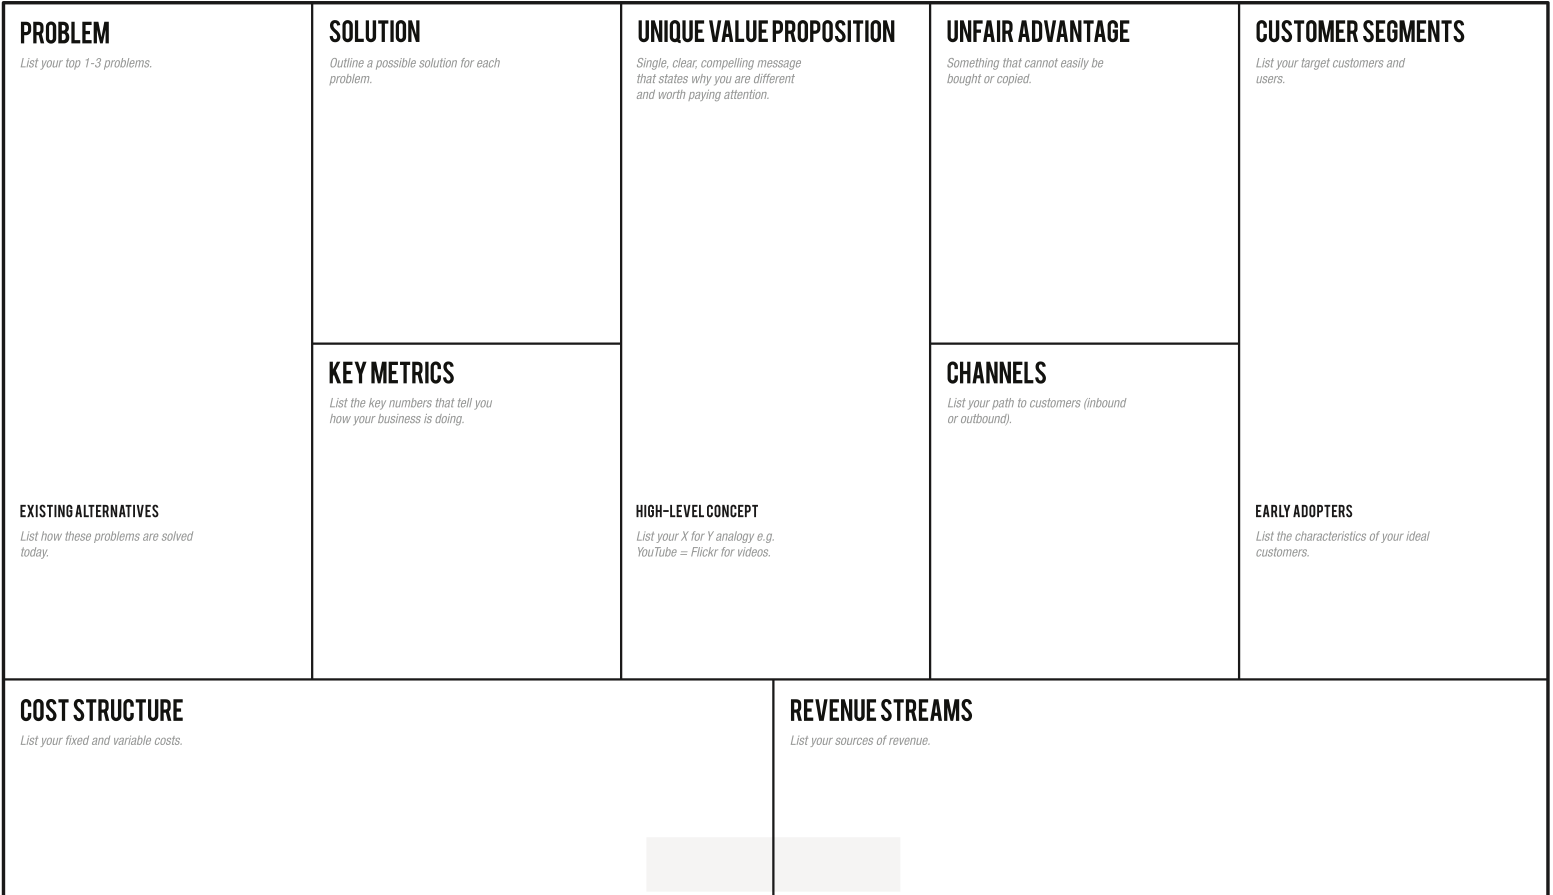 PROBLEM
List your top 1-3 problems.
EXISTING ALTERNATIVES
List how these problems are solved
today.
SOLUTION
Outline a possible solution for each
problem.
KEY METRICS
List the key numbers that tell you
how your business is doing.
UNIQUE VALUE PROPOSITION
Single, clear, compelling message
that states why you are different
and worth paying attention.
HIGH-LEVEL CONCEPT
List your X for Y analogy e.g.
YouTube = Flickr for videos.
UNFAIR ADVANTAGE
Something that cannot easily be
bought or copied.
CHANNELS
List your path to customers (inbound
or outbound).
CUSTOMER SEGMENTS
List your target customers and
users.
EARLY ADOPTERS
List the characteristics of your ideal
customers.
COST STRUCTURE
List your fixed and variable costs.
REVENUE STREAMS
List your sources of revenue.